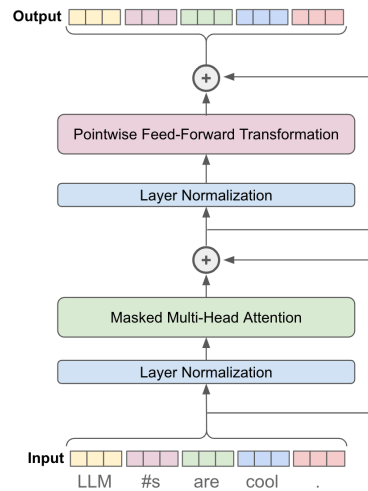 Output
+
Pointwise Feed-Forward Transformation
Layer Normalization
+
Masked Multi-Head Attention
Layer Normalization
Input
LLM #s are cool .